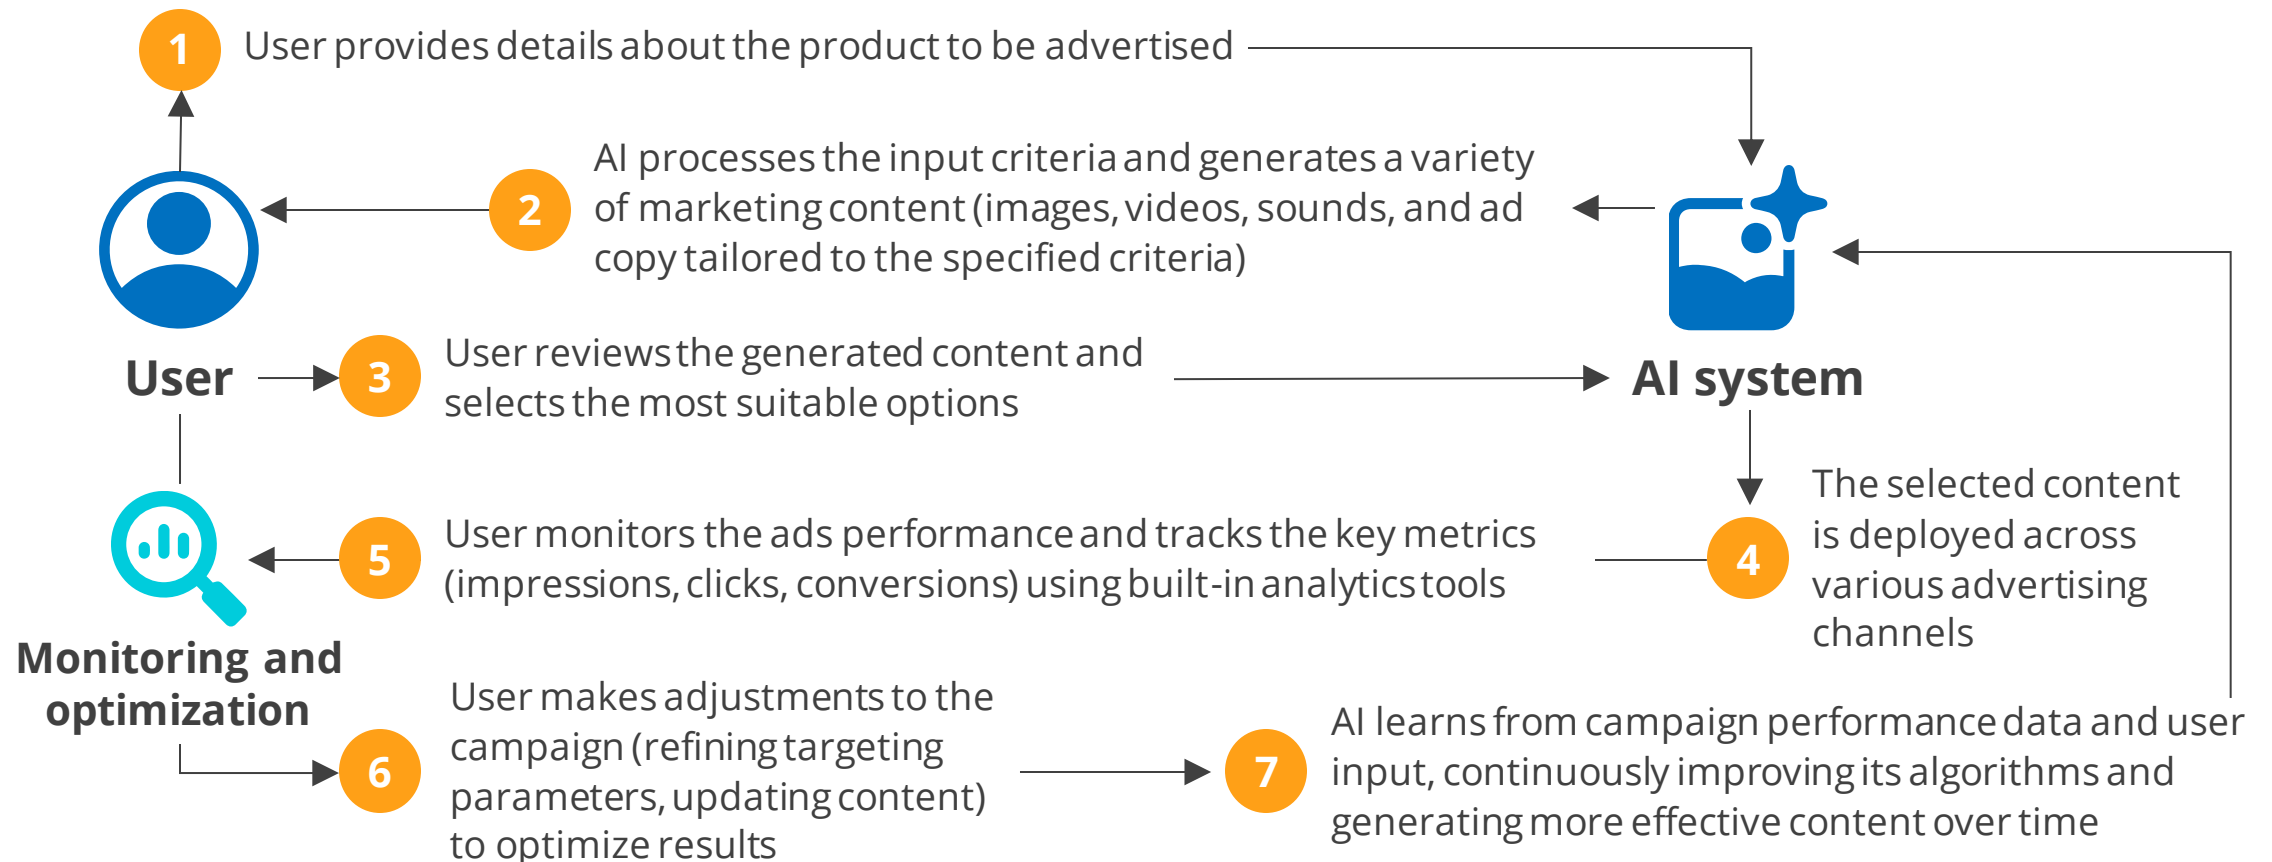 1
User provides details about the product to be advertised
2
AI processes the input criteria and generates a variety
of marketing content (images, videos, sounds, and ad
copy tailored to the specified criteria)
User
3
User reviews the generated content and
selects the most suitable options
AI system
4
The selected content
is deployed across
various advertising
channels
5
User monitors the ads performance and tracks the key metrics
(impressions, clicks, conversions) using built-in analytics tools
Monitoring and
optimization
6
User makes adjustments to the
campaign (refining targeting
parameters, updating content)
to optimize results
7
AI learns from campaign performance data and user
input, continuously improving its algorithms and
generating more effective content over time